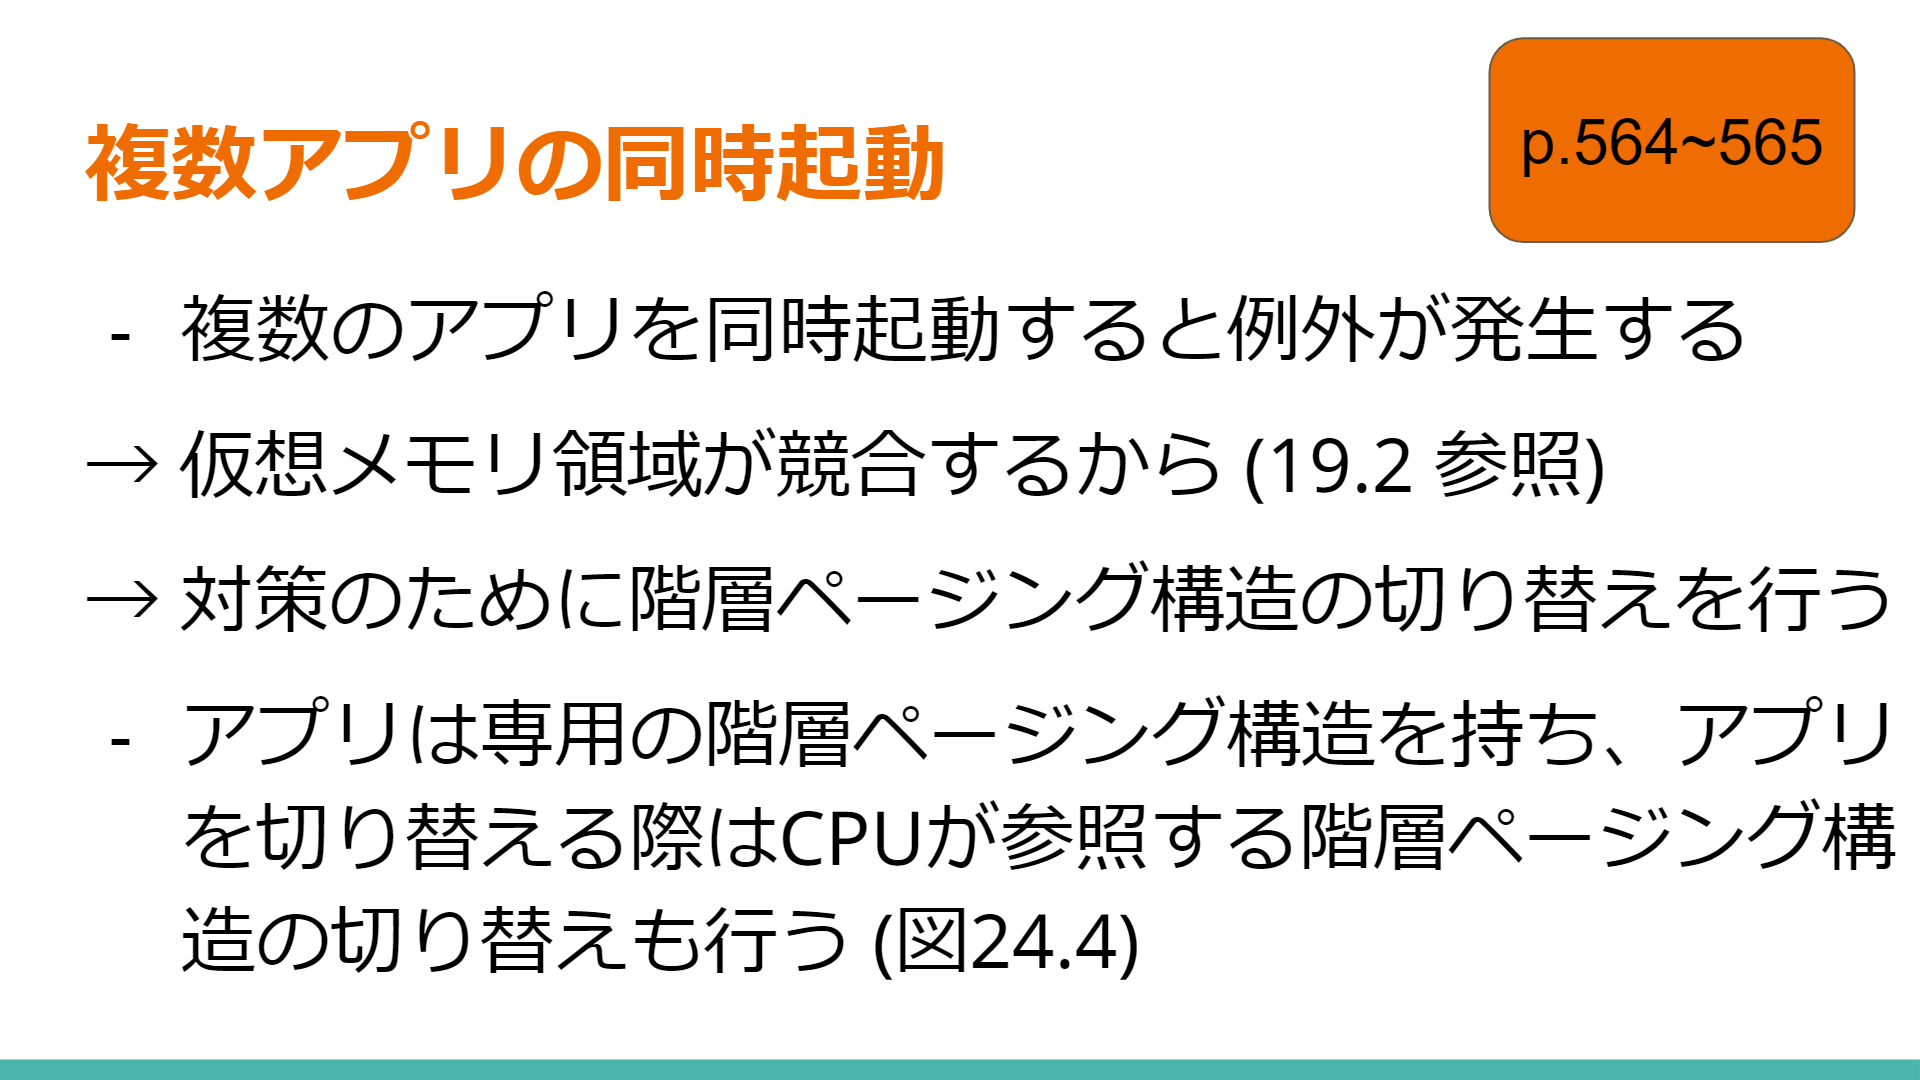 複数アプリの同時起動
p.564~565
- 複数のアプリを同時起動すると例外が発生する
→ 仮想メモリ領域が競合するから (19.2 参照)
→ 対策のために階層ページング構造の切り替えを行う
- アプリは専用の階層ページング構造を持ち、アプリ
を切り替える際はCPUが参照する階層ページング構
造の切り替えも行う (図24.4)